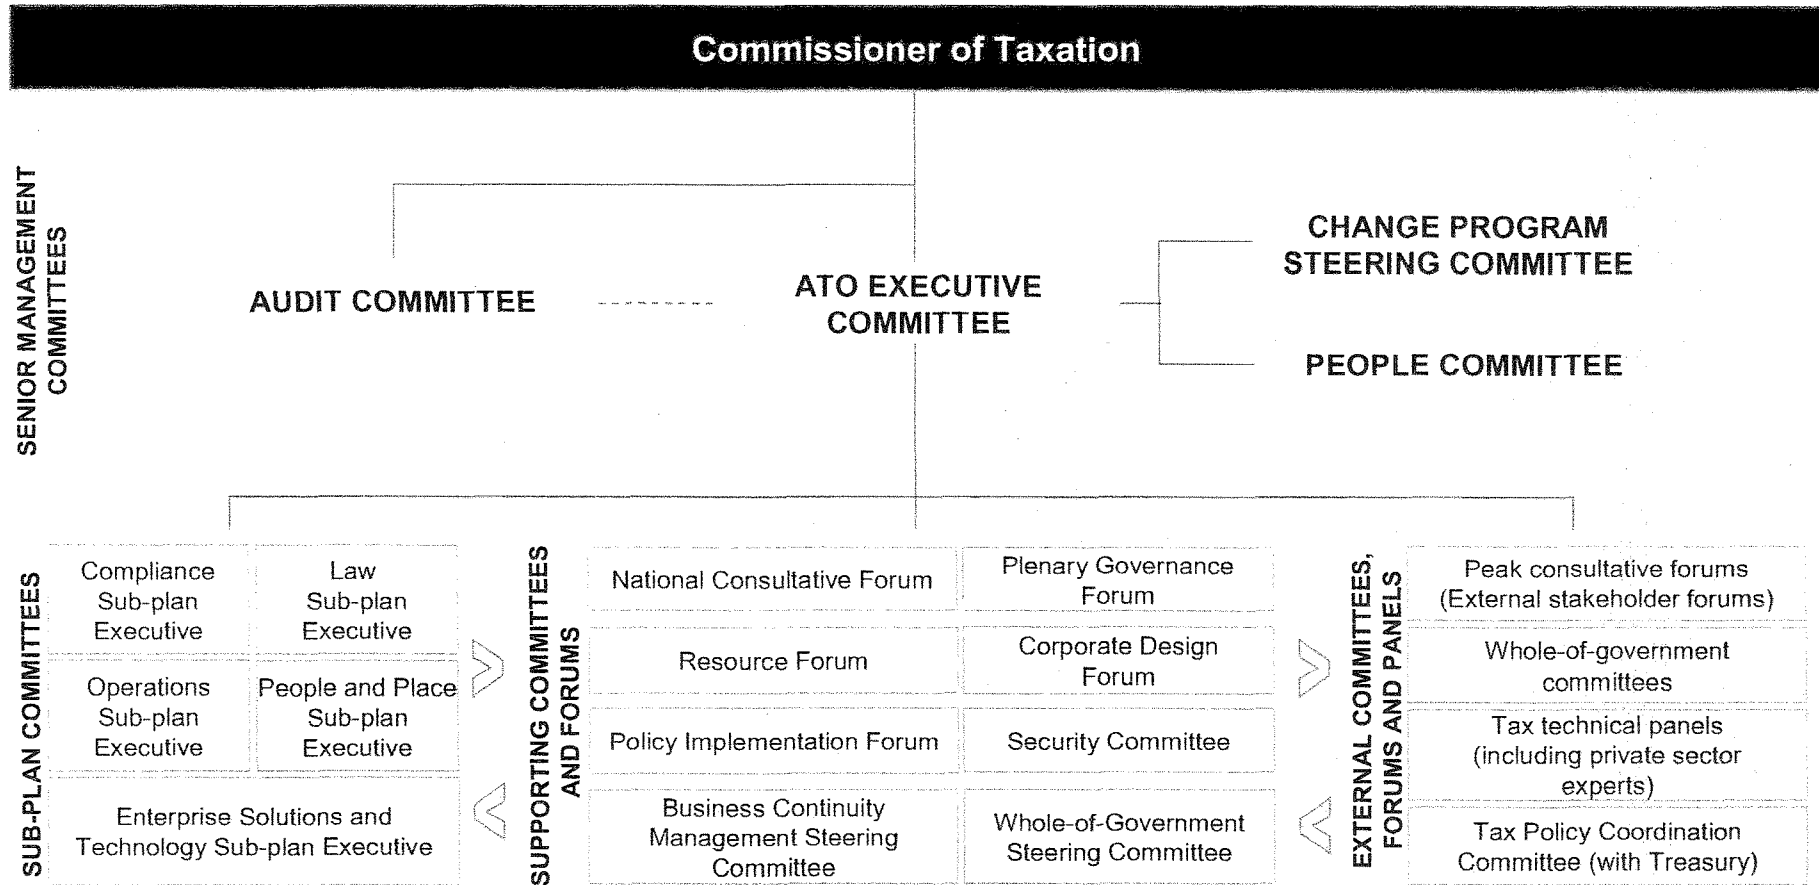 Commissioner of Taxation
SENIOR MANAGEMENT
COMMITTEES
AUDIT COMMITTEE
ATO EXECUTIVE
COMMITTEE
CHANGE PROGRAM
STEERING COMMITTEE
PEOPLE COMMITTEE
SUB-PLAN COMMITTEES
Compliance
Sub-plan
Executive
Law
Sub-plan
Executive
Operations
Sub-plan
Executive
People and Place
Sub-plan
Executive
Enterprise Solutions and
Technology Sub-plan Executive
SUPPORTING COMMITTEES
AND FORUMS
National Consultative Forum
Plenary Governance
Forum
Resource Forum
Corporate Design
Forum
Policy Implementation Forum
Security Committee
Business Continuity
Management Steering
Committee
Whole-of-Government
Steering Committee
EXTERNAL COMMITTEES,
FORUMS AND PANELS
Peak consultative forums
(External stakeholder forums)
Whole-of-government
committees
Tax technical panels
(including private sector
experts)
Tax Policy Coordination
Committee (with Treasury)